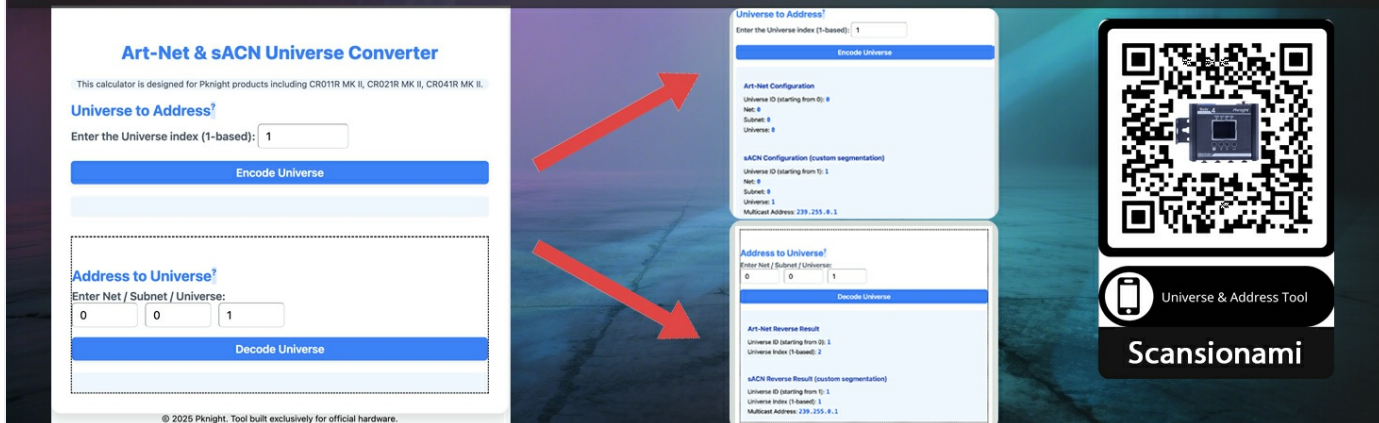 Art-Net & sACN Universe Converter
This calculator is designed for Pknight products including CR011R MK II, CR021R MK II, CR041R MK II.
Universe to Address?
Enter the Universe index (1-based): 1
Encode Universe
Address to Universe?
Enter Net / Subnet / Universe:
0 0 1
Decode Universe
© 2025 Pknight. Tool built exclusively for official hardware.
Universe to Address?
Enter the Universe index (1-based): 1
Encode Universe
Art-Net Configuration
Universe ID (starting from 0): 0
Net: 0
Subnet: 0
Universe: 0
sACN Configuration (custom segmentation)
Universe ID (starting from 1): 1
Net: 0
Subnet: 0
Universe: 1
Multicast Address: 239.255.0.1
Address to Universe?
Enter Net / Subnet / Universe:
0 0 1
Decode Universe
Art-Net Reverse Result
Universe ID (starting from 0): 1
Universe Index (1-based): 2
sACN Reverse Result (custom segmentation)
Universe ID (starting from 1): 1
Universe Index (1-based): 1
Multicast Address: 239.255.0.1
Universe & Address Tool
Scansionami